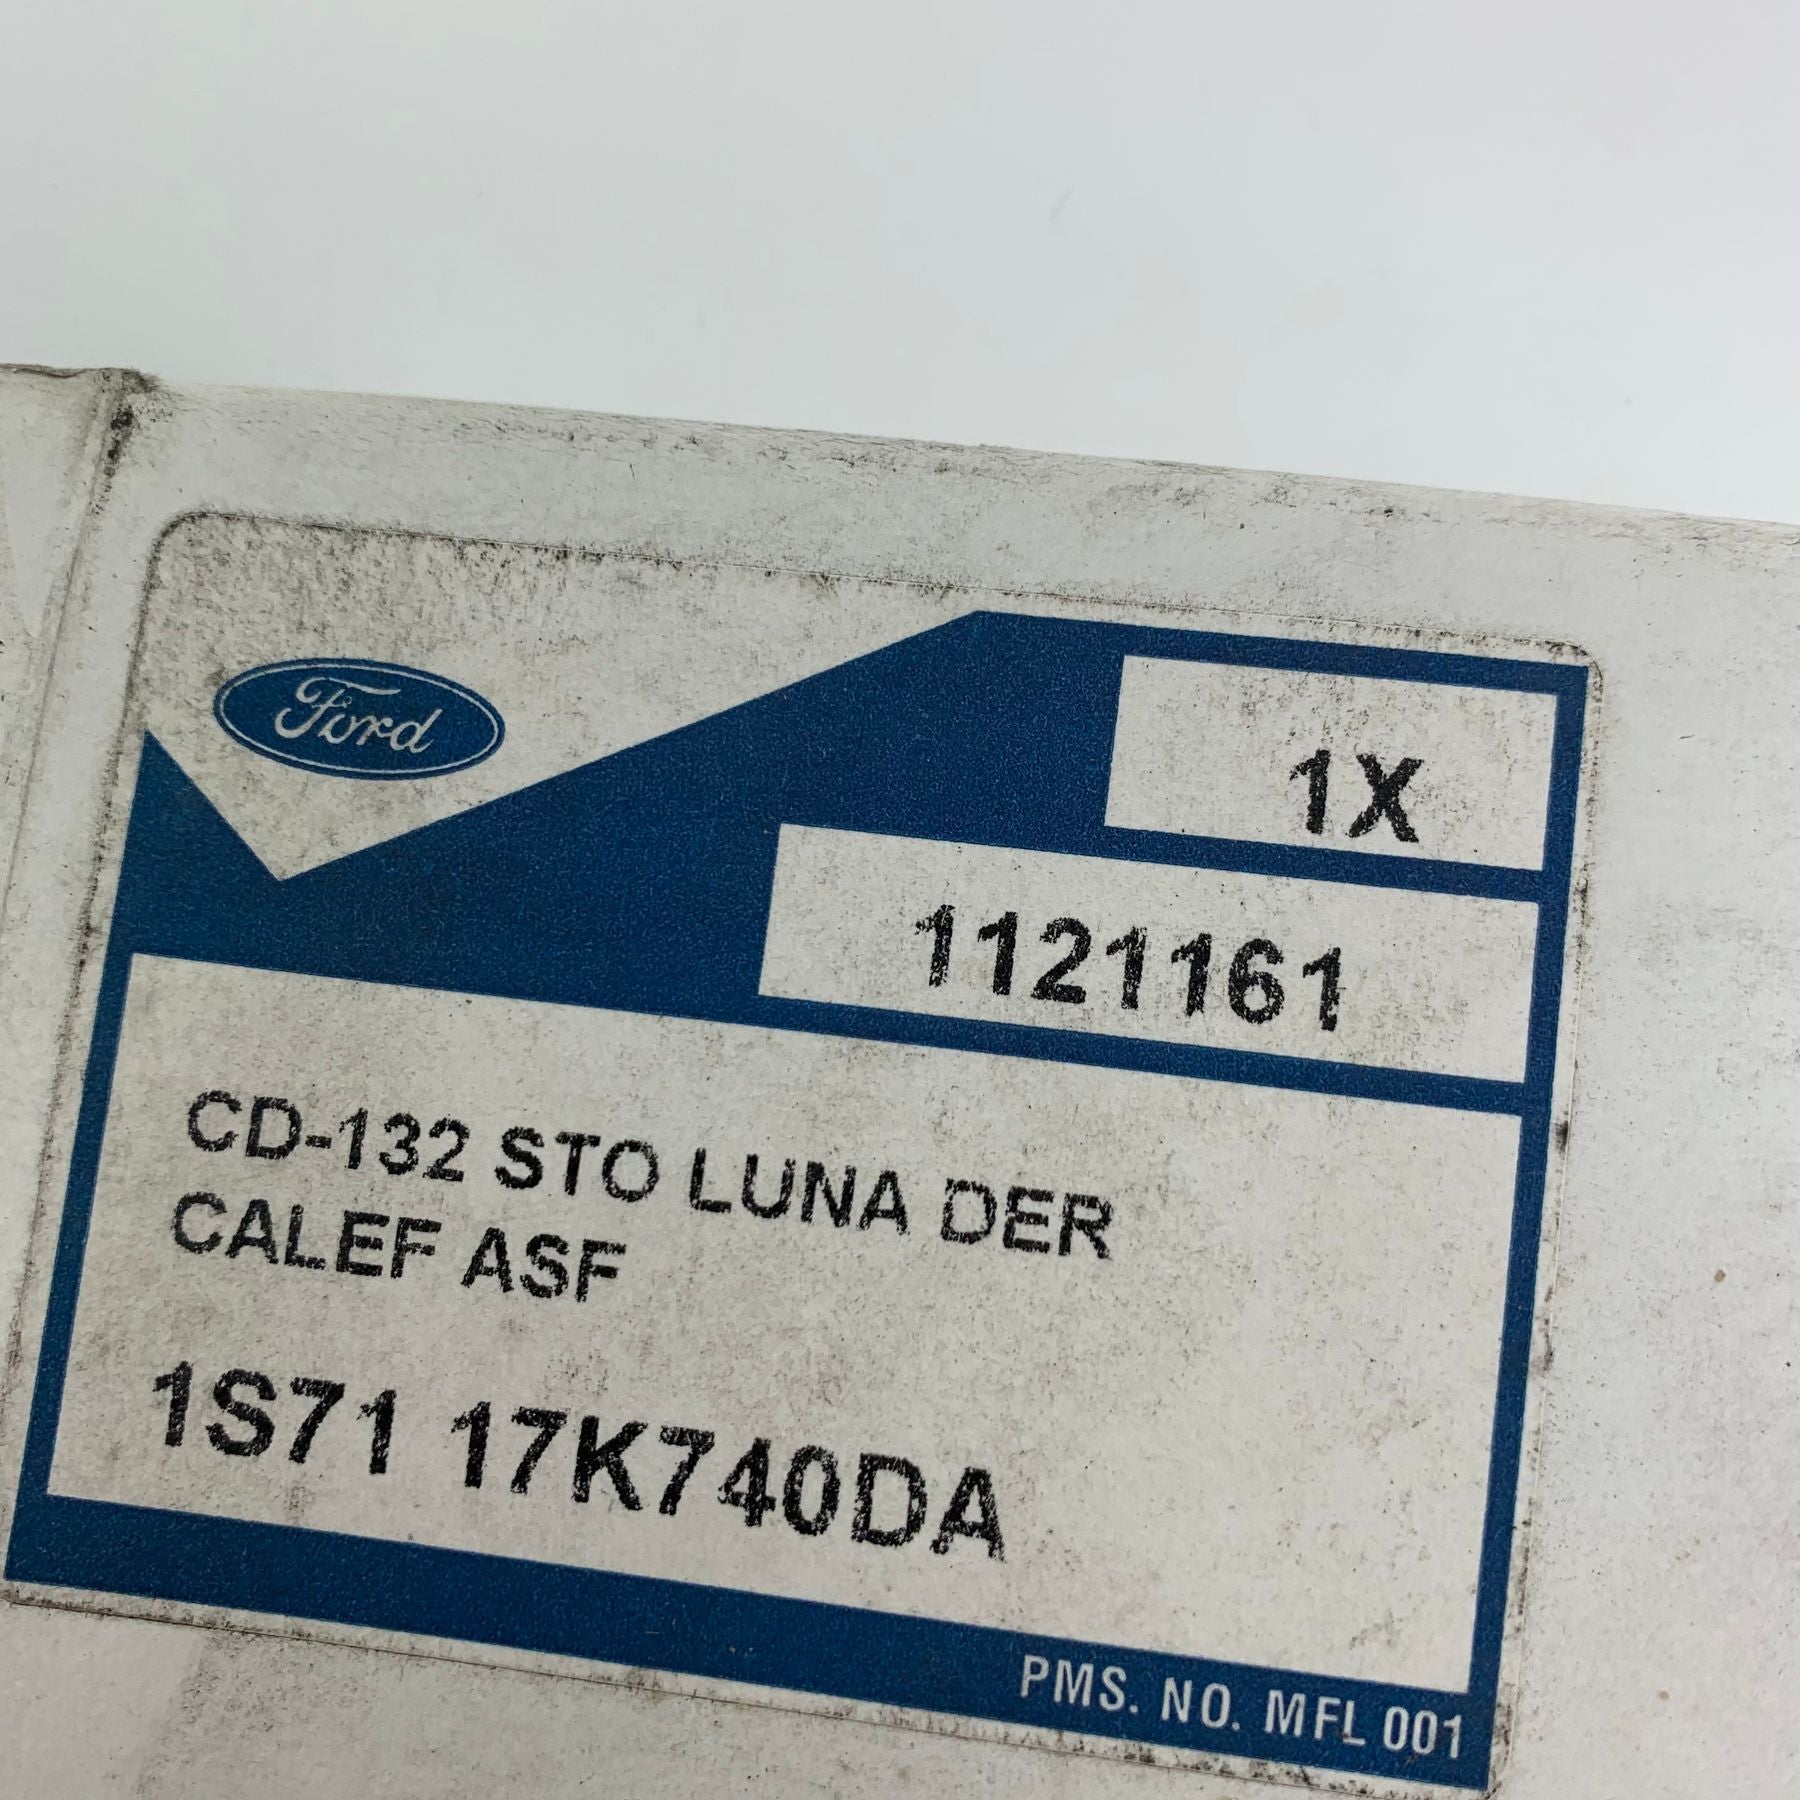 Ford
1X
1121161
CD-132 STO LUNA DER
CALEF ASF
1S71 17K740DA
PMS. NO. MFL 001